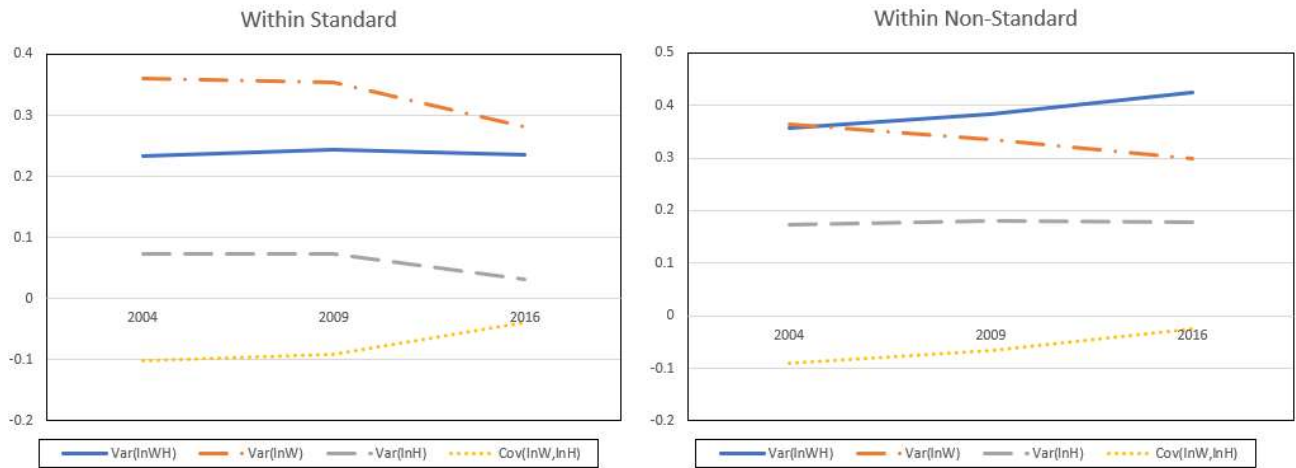 Within Standard
0.4
0.3
0.2
0.1
0
-0.1
-0.2
2004 2009 2016
Var(lnWH) Var(lnW) Var(lnH) Cov(lnW,lnH)
Within Non-Standard
0.5
0.4
0.3
0.2
0.1
0
-0.1
-0.2
2004 2009 2016
Var(lnWH) Var(lnW) Var(lnH) Cov(lnW,lnH)